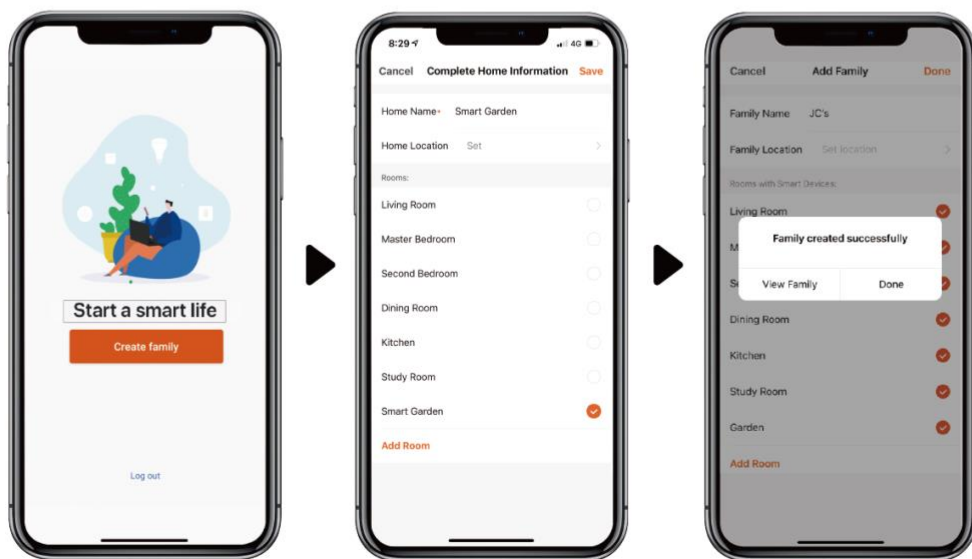 Start a smart life
Create family
Log out
8:29
4G
Cancel Complete Home Information Save
Home Name* Smart Garden
Home Location Set
Rooms:
Living Room
Master Bedroom
Second Bedroom
Dining Room
Kitchen
Study Room
Smart Garden
Add Room
Cancel Add Family Done
Family Name JC's
Family Location Set location
Rooms with Smart Devices:
Living Room
M
Family created successfully
Se
View Family Done
Dining Room
Kitchen
Study Room
Garden
Add Room